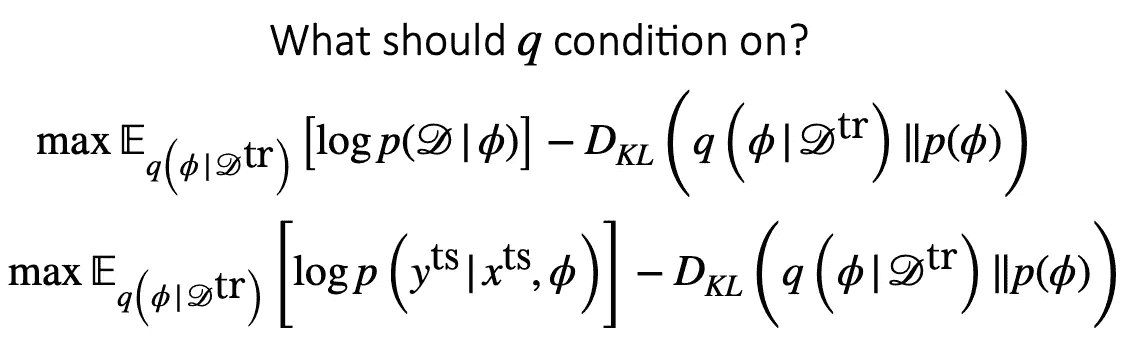 What should q condition on?
max 𝔼_{q(ϕ|𝒟^{tr})} [log p(𝒟|ϕ)] − D_{KL} (q (ϕ|𝒟^{tr}) ∥p(ϕ))
max 𝔼_{q(ϕ|𝒟^{tr})} [log p (y^{ts}|x^{ts}, ϕ)] − D_{KL} (q (ϕ|𝒟^{tr}) ∥p(ϕ))